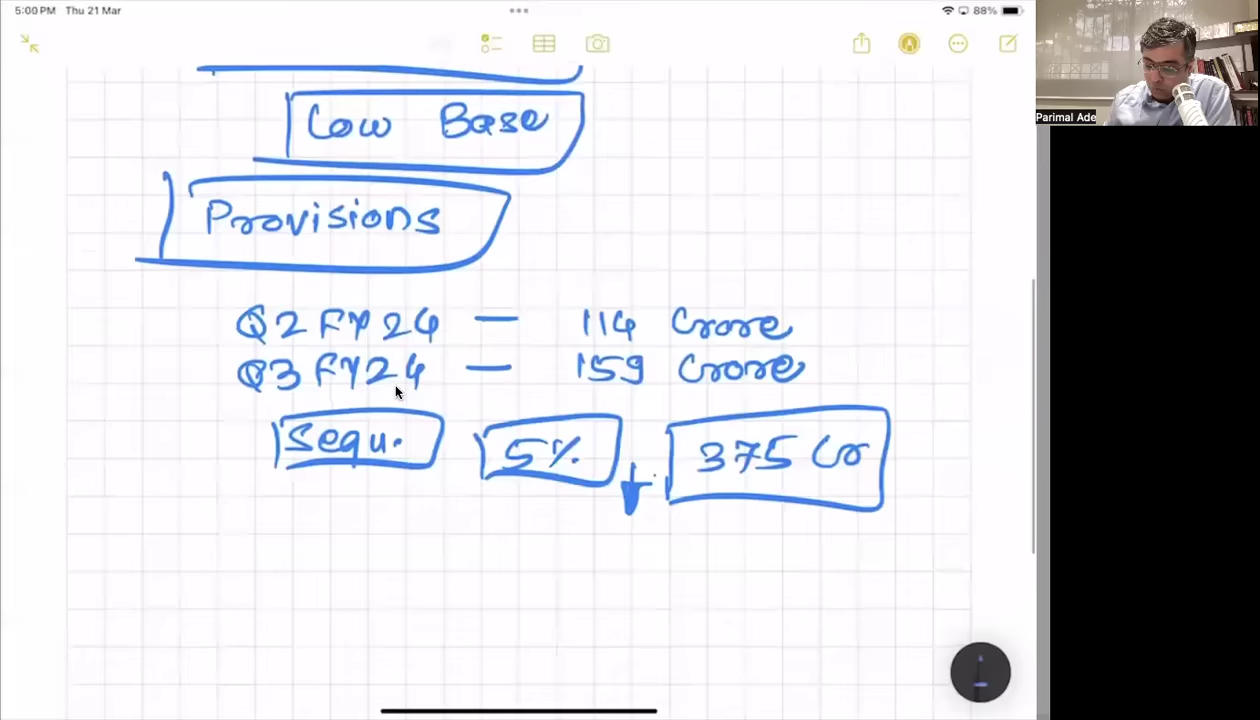 5:00 PM Thu 21 Mar
88%
Parimal Ade
Low Base
Provisions
Q2 FY24 — 114 Crore
Q3 FY24 — 159 Crore
Sequ. 5% 375 Cr